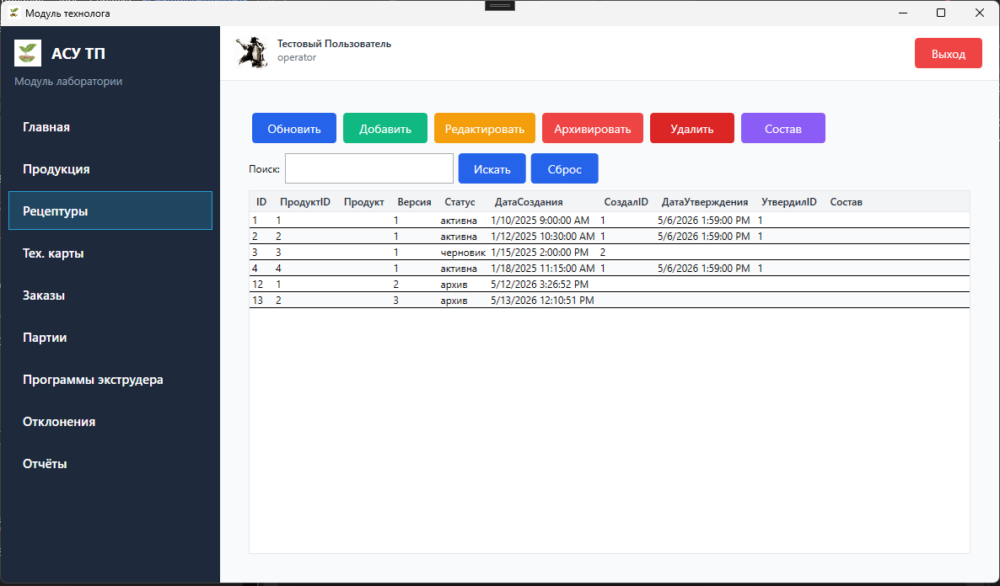 Модуль технолога
АСУ ТП
Модуль лаборатории
Главная
Продукция
Рецептуры
Тех. карты
Заказы
Партии
Программы экструдера
Отклонения
Отчёты
Тестовый Пользователь
operator
Выход
Обновить Добавить Редактировать Архивировать Удалить Состав
Поиск: Искать Сброс
ID ПродуктID Продукт Версия Статус ДатаСоздания СоздалID ДатаУтверждения УтвердилID Состав
1 1 1 активна 1/10/2025 9:00:00 AM 1 5/6/2026 1:59:00 PM 1
2 2 1 активна 1/12/2025 10:30:00 AM 1 5/6/2026 1:59:00 PM 1
3 3 1 черновик 1/15/2025 2:00:00 PM 2
4 4 1 активна 1/18/2025 11:15:00 AM 1 5/6/2026 1:59:00 PM 1
12 1 2 архив 5/12/2026 3:26:52 PM
13 2 3 архив 5/13/2026 12:10:51 PM